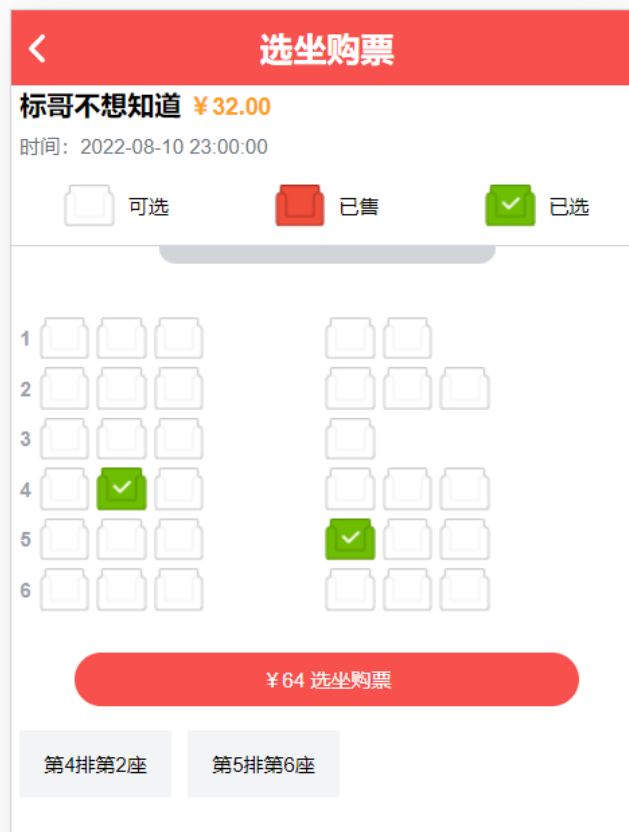 选坐购票
标哥不想知道 ￥32.00
时间：2022-08-10 23:00:00
可选 已售 已选
1
2
3
4
5
6
￥64 选坐购票
第4排第2座 第5排第6座